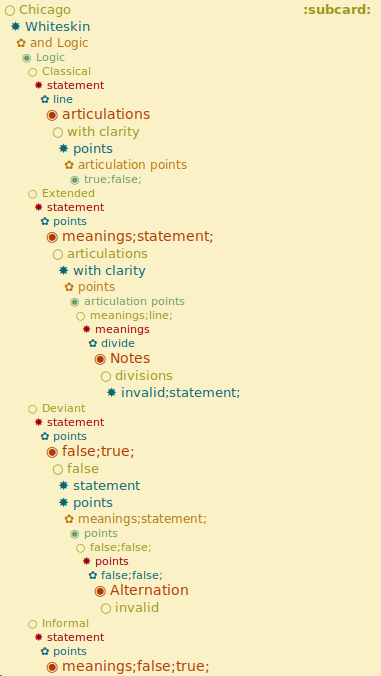 Chicago :subcard:
Whiteskin
and Logic
Logic
Classical
statement
line
articulations
with clarity
points
articulation points
true;false;
Extended
statement
points
meanings;statement;
articulations
with clarity
points
articulation points
meanings;line;
meanings
divide
Notes
divisions
invalid;statement;
Deviant
statement
points
false;true;
false
statement
points
meanings;statement;
points
false;false;
points
false;false;
Alternation
invalid
Informal
statement
points
meanings;false;true;